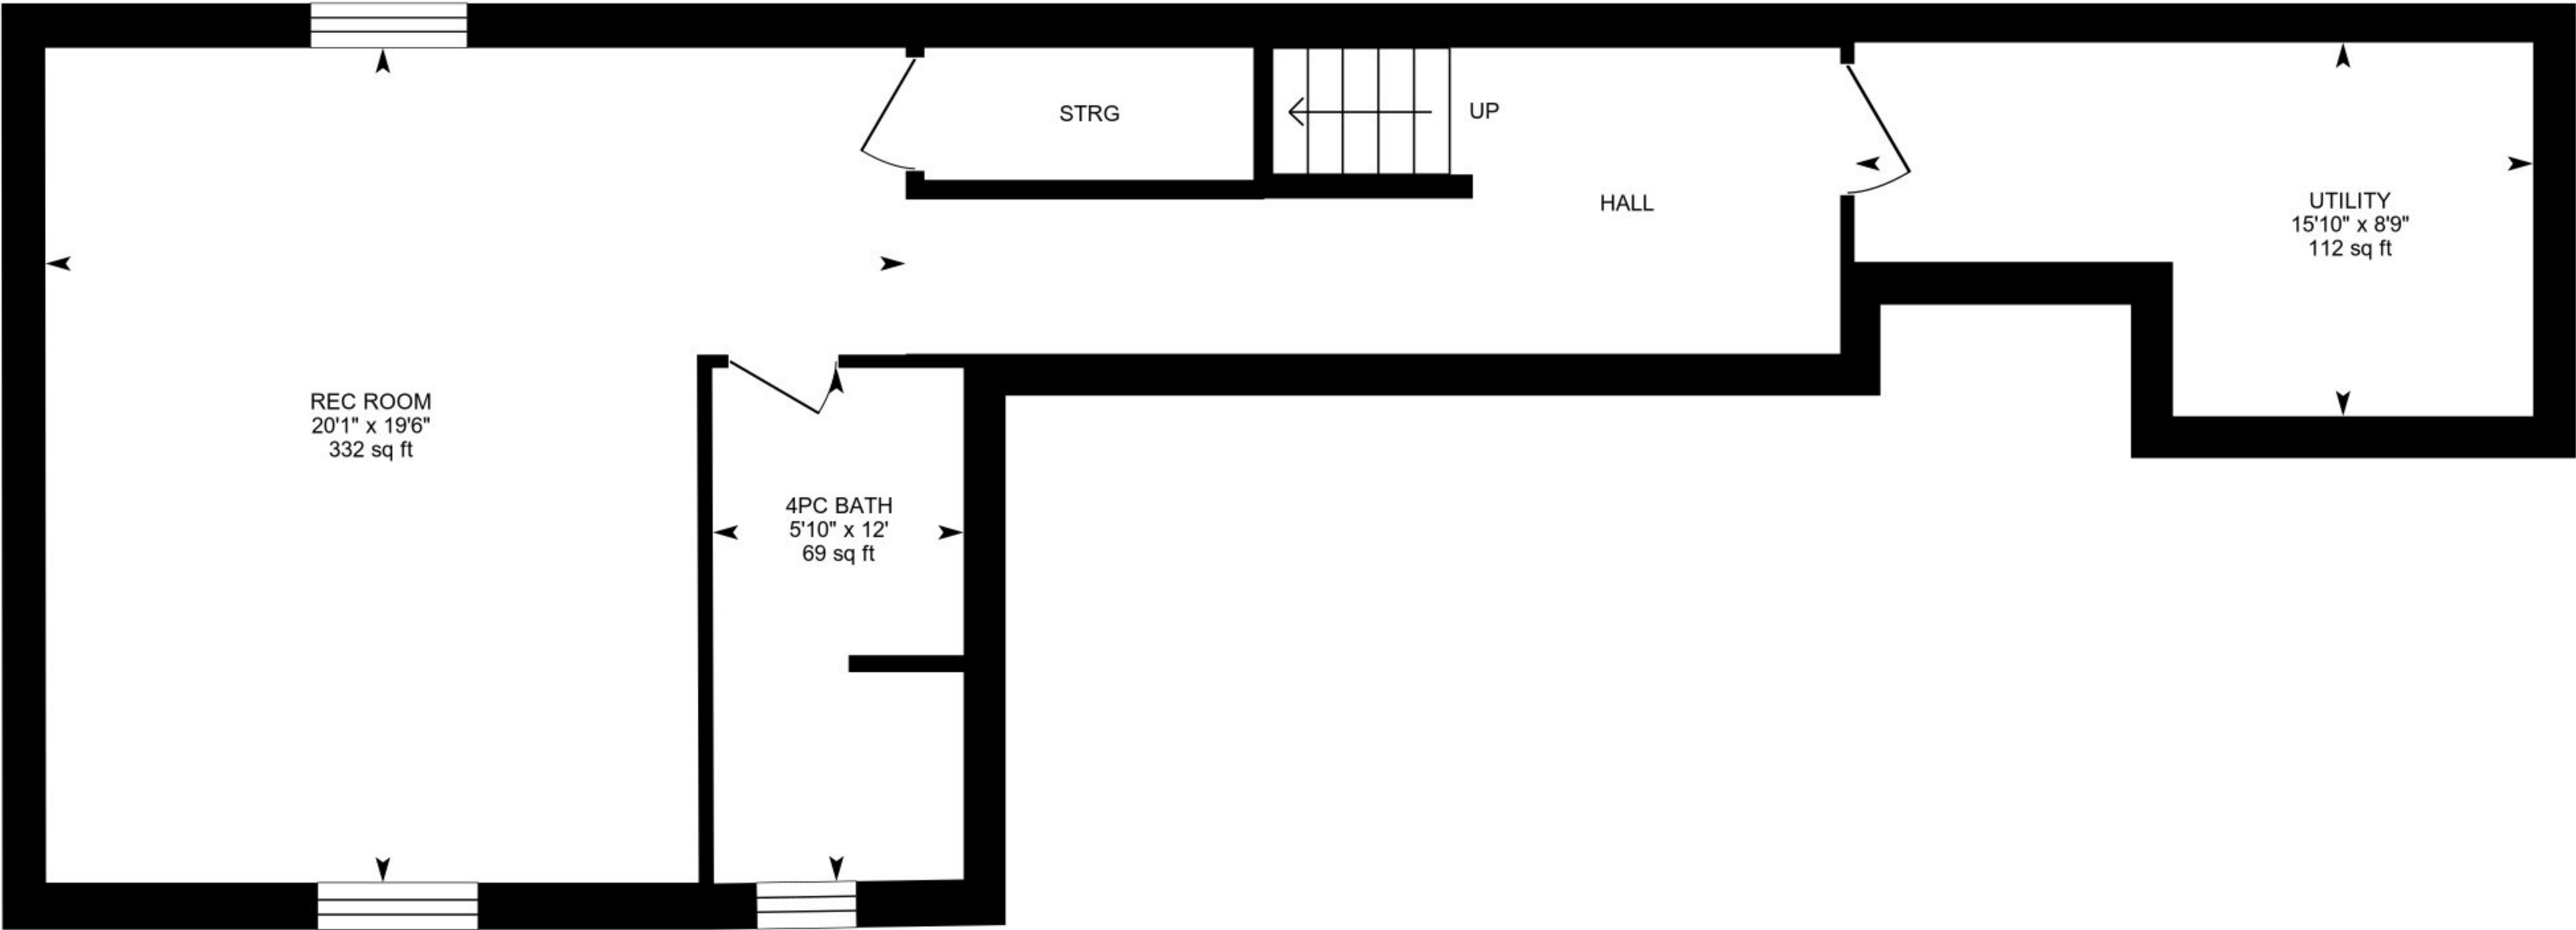 STRG
UP
HALL
UTILITY
15'10" x 8'9"
112 sq ft
REC ROOM
20'1" x 19'6"
332 sq ft
4PC BATH
5'10" x 12'
69 sq ft